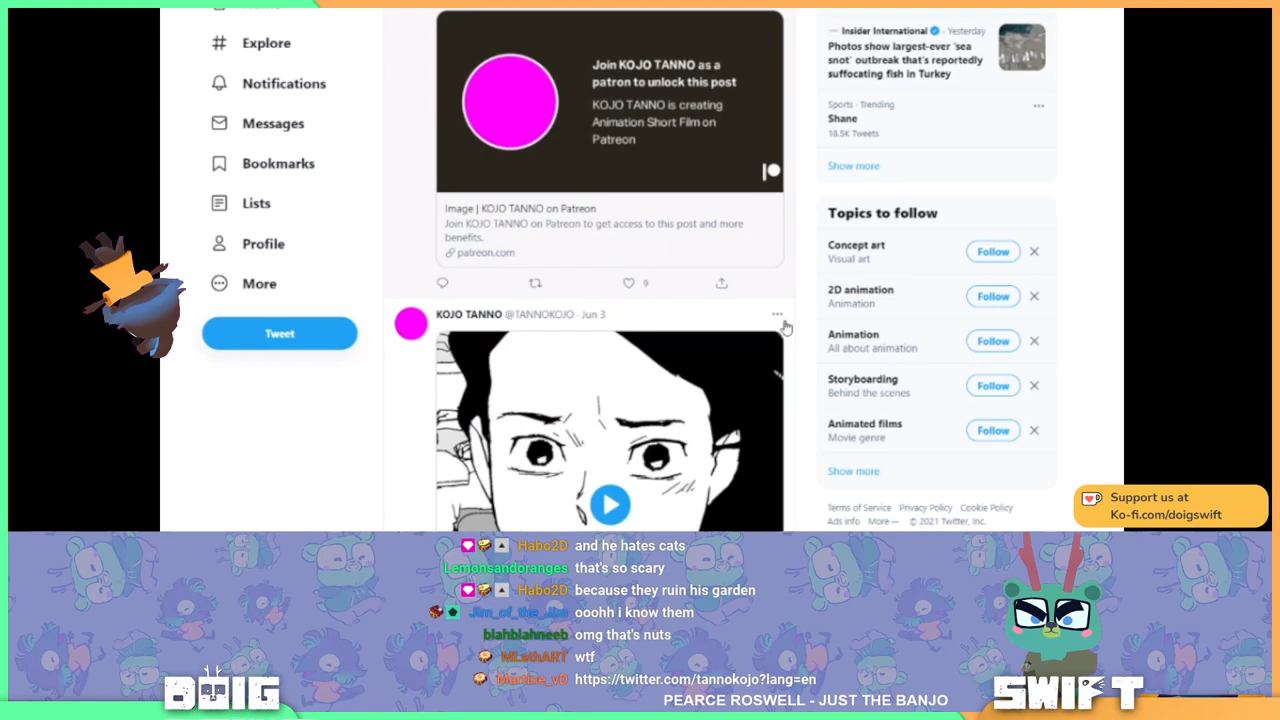 Explore
Notifications
Messages
Bookmarks
Lists
Profile
More
Tweet
Join KOJO TANNO as a
patron to unlock this post
KOJO TANNO is creating
Animation Short Film on
Patreon
Image | KOJO TANNO on Patreon
Join KOJO TANNO on Patreon to get access to this post and more
benefits.
patreon.com
9
KOJO TANNO @TANNOKOJO · Jun 3
Insider International · Yesterday
Photos show largest-ever 'sea
snot' outbreak that's reportedly
suffocating fish in Turkey
Sports · Trending
Shane
18.5K Tweets
Show more
Topics to follow
Concept art
Visual art
Follow
2D animation
Animation
Follow
Animation
All about animation
Follow
Storyboarding
Behind the scenes
Follow
Animated films
Movie genre
Follow
Show more
Terms of Service Privacy Policy Cookie Policy
Ads info More © 2021 Twitter, Inc.
Support us at
Ko-fi.com/doigswift
Habo2D and he hates cats
Lemonsandoranges that's so scary
Habo2D because they ruin his garden
ooohh i know them
blahblahneeb omg that's nuts
MLethART wtf
Martine_vD https://twitter.com/tannokojo?lang=en
PEARCE ROSWELL - JUST THE BANJO
DOIG
SWIFT